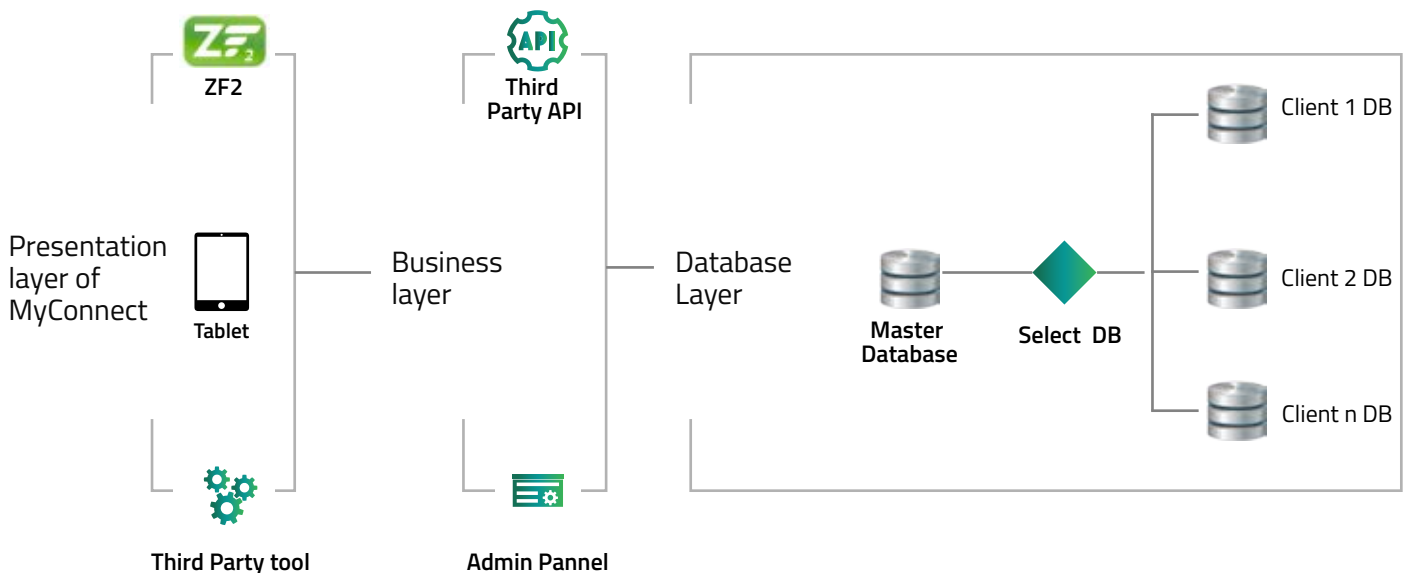 ZF2
ZF2
Presentation
layer of
MyConnect
Tablet
Third Party tool
API
Third
Party API
Business
layer
Admin Pannel
Database
Layer
Master
Database
Select DB
Client 1 DB
Client 2 DB
Client n DB